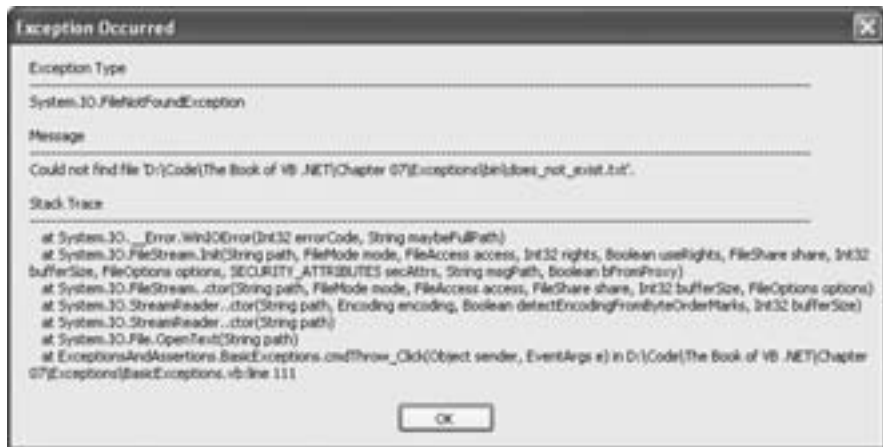 Exception Occurred
Exception Type
System.IO.FileNotFoundException
Message
Could not find file 'D:\Code\The Book of VB .NET\Chapter 07\Exceptions\bin\does_not_exist.txt'.
Stack Trace
at System.IO.__Error.WinIOError(Int32 errorCode, String maybeFullPath)
at System.IO.FileStream.Init(String path, FileMode mode, FileAccess access, Int32 rights, Boolean useRights, FileShare share, Int32
bufferSize, FileOptions options, SECURITY_ATTRIBUTES secAttrs, String msgPath, Boolean bFromProxy)
at System.IO.FileStream..ctor(String path, FileMode mode, FileAccess access, FileShare share, Int32 bufferSize, FileOptions options)
at System.IO.StreamReader..ctor(String path, Encoding encoding, Boolean detectEncodingFromByteOrderMarks, Int32 bufferSize)
at System.IO.StreamReader..ctor(String path)
at System.IO.File.OpenText(String path)
at ExceptionsAndAssertions.BasicExceptions.cmdThrow_Click(Object sender, EventArgs e) in D:\Code\The Book of VB .NET\Chapter
07\Exceptions\BasicExceptions.vb:line 111
OK